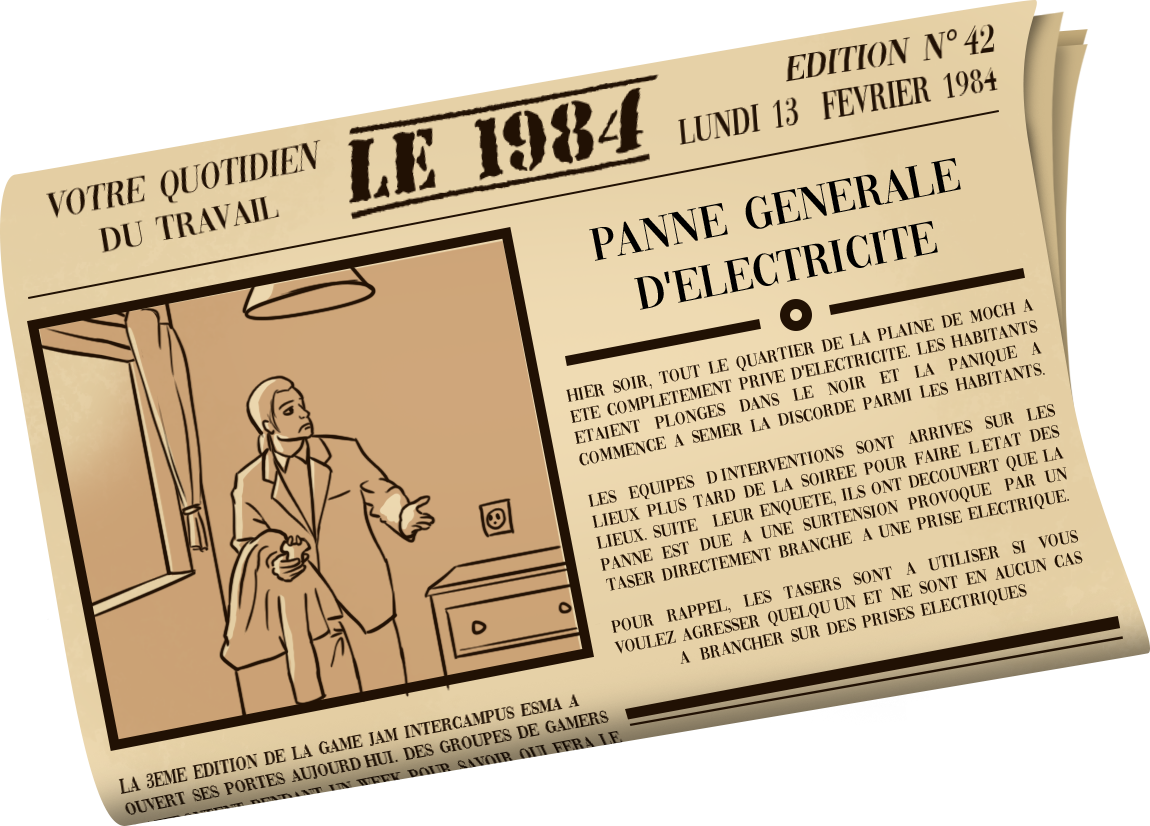 VOTRE QUOTIDIEN
DU TRAVAIL
LE 1984
EDITION N° 42
LUNDI 13 FEVRIER 1984
PANNE GENERALE
D'ELECTRICITE
HIER SOIR, TOUT LE QUARTIER DE LA PLAINE DE MOCH A
ETE COMPLETEMENT PRIVE D'ELECTRICITE. LES HABITANTS
ETAIENT PLONGES DANS LE NOIR ET LA PANIQUE A
COMMENCE A SEMER LA DISCORDE PARMI LES HABITANTS.
LES EQUIPES D INTERVENTIONS SONT ARRIVES SUR LES
LIEUX PLUS TARD DE LA SOIREE POUR FAIRE L ETAT DES
LIEUX. SUITE LEUR ENQUETE, ILS ONT DECOUVERT QUE LA
PANNE EST DUE A UNE SURTENSION PROVOQUE PAR UN
TASER DIRECTEMENT BRANCHE A UNE PRISE ELECTRIQUE.
POUR RAPPEL, LES TASERS SONT A UTILISER SI VOUS
VOULEZ AGRESSER QUELQU UN ET NE SONT EN AUCUN CAS
A BRANCHER SUR DES PRISES ELECTRIQUES
LA 3EME EDITION DE LA GAME JAM INTERCAMPUS ESMA A
OUVERT SES PORTES AUJOURD HUI. DES GROUPES DE GAMERS
PENDANT UN WEEK POUR SAVOIR QUI FERA LE